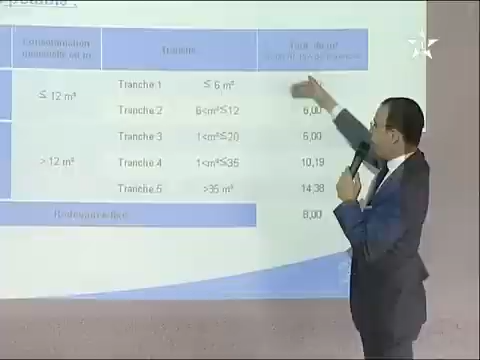 Consommation Tranche
mensuelle en m³
≤ 12 m³
Tranche 1 ≤ 6 m³
Tranche 2 6<m³≤12 6,00
> 12 m³
Tranche 3 1<m³≤20 6,00
Tranche 4 1<m³≤35 10,19
Tranche 5 >35 m³ 14,38
Redevance fixe 8,00